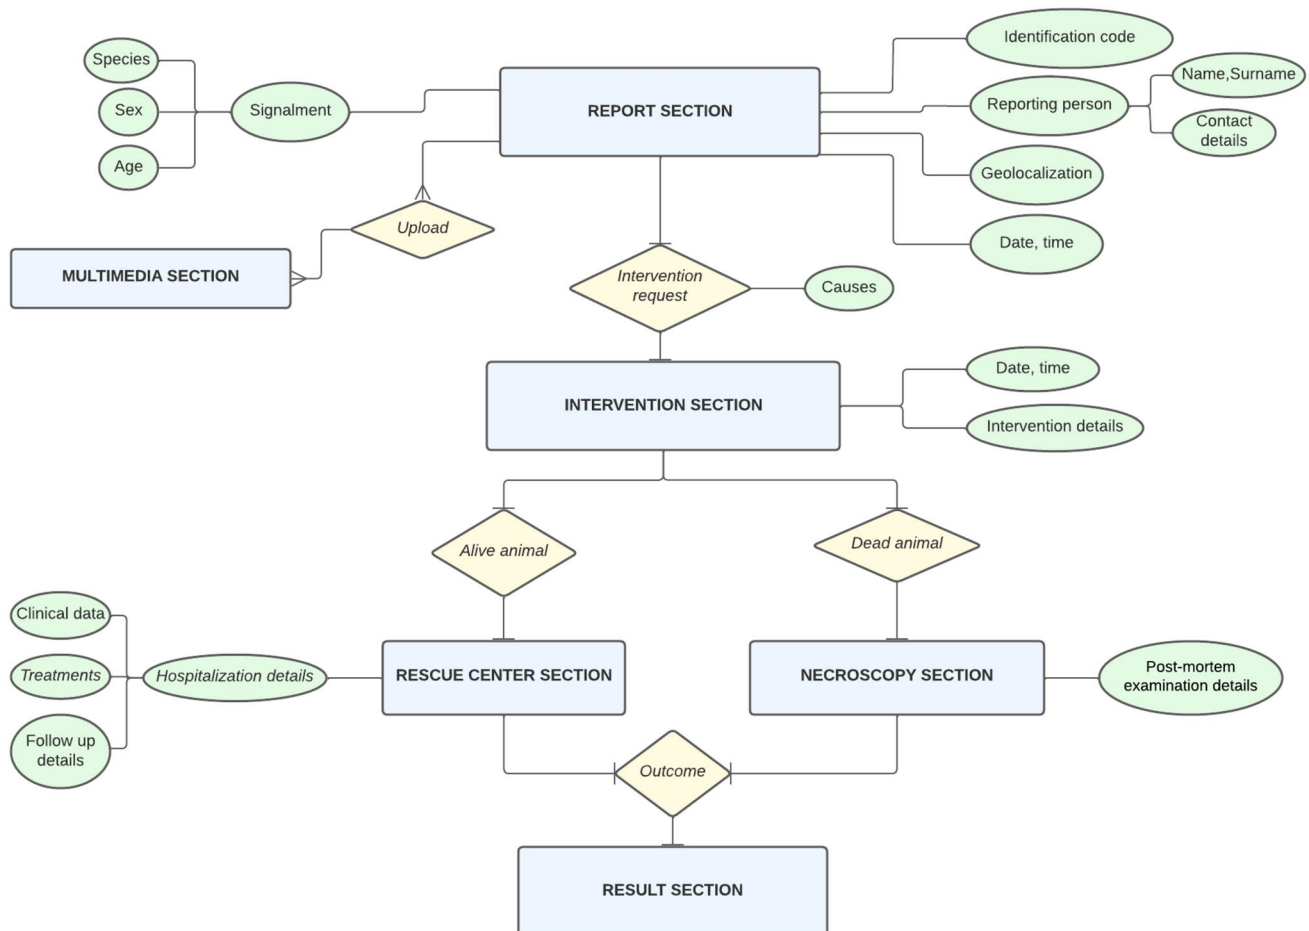 Species
Sex
Age
Signalment
REPORT SECTION
Identification code
Reporting person
Name,Surname
Contact
details
Geolocalization
Date, time
Upload
MULTIMEDIA SECTION
Intervention
request
Causes
INTERVENTION SECTION
Date, time
Intervention details
Alive animal
Dead animal
Clinical data
Treatments
Follow up
details
Hospitalization details
RESCUE CENTER SECTION
NECROSCOPY SECTION
Post-mortem
examination details
Outcome
RESULT SECTION